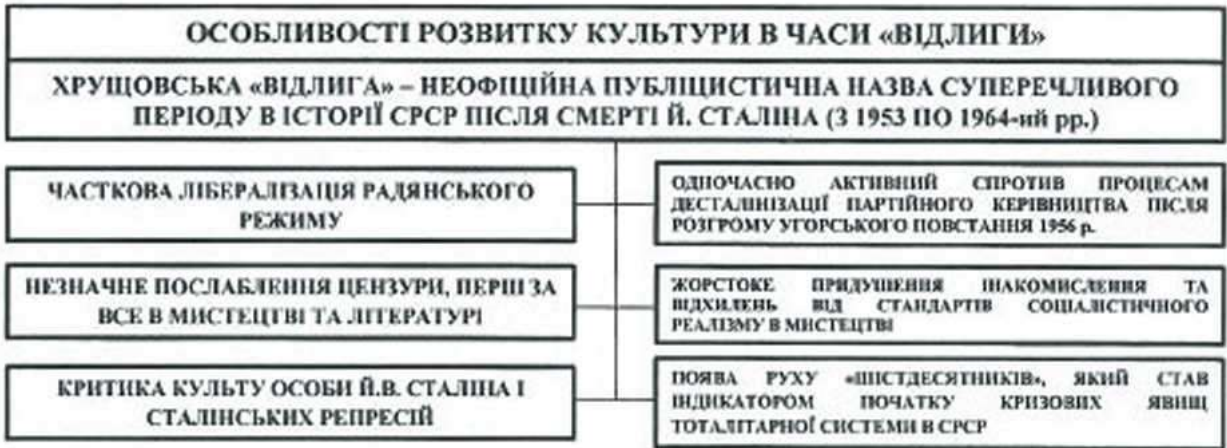 ОСОБЛИВОСТІ РОЗВИТКУ КУЛЬТУРИ В ЧАСИ «ВІДЛИГИ»
ХРУЩОВСЬКА «ВІДЛИГА» – НЕОФІЦІЙНА ПУБЛІЦИСТИЧНА НАЗВА СУПЕРЕЧЛИВОГО
ПЕРІОДУ В ІСТОРІЇ СРСР ПІСЛЯ СМЕРТІ Й. СТАЛІНА (З 1953 ПО 1964-ий рр.)
ЧАСТКОВА ЛІБЕРАЛІЗАЦІЯ РАДЯНСЬКОГО
РЕЖИМУ
ОДНОЧАСНО АКТИВНИЙ СПРОТИВ ПРОЦЕСАМ
ДЕСТАЛІНІЗАЦІЇ ПАРТІЙНОГО КЕРІВНИЦТВА ПІСЛЯ
РОЗГРОМУ УГОРСЬКОГО ПОВСТАННЯ 1956 р.
НЕЗНАЧНЕ ПОСЛАБЛЕННЯ ЦЕНЗУРИ, ПЕРШ ЗА
ВСЕ В МИСТЕЦТВІ ТА ЛІТЕРАТУРІ
ЖОРСТОКЕ ПРИДУШЕННЯ ІНАКОМИСЛЕННЯ ТА
ВІДХИЛЕНЬ ВІД СТАНДАРТІВ СОЦІАЛІСТИЧНОГО
РЕАЛІЗМУ В МИСТЕЦТВІ
КРИТИКА КУЛЬТУ ОСОБИ Й.В. СТАЛІНА І
СТАЛІНСЬКИХ РЕПРЕСІЙ
ПОЯВА РУХУ «ШІСТДЕСЯТНИКІВ», ЯКИЙ СТАВ
ІНДИКАТОРОМ ПОЧАТКУ КРИЗОВИХ ЯВИЩ
ТОТАЛІТАРНОЇ СИСТЕМИ В СРСР